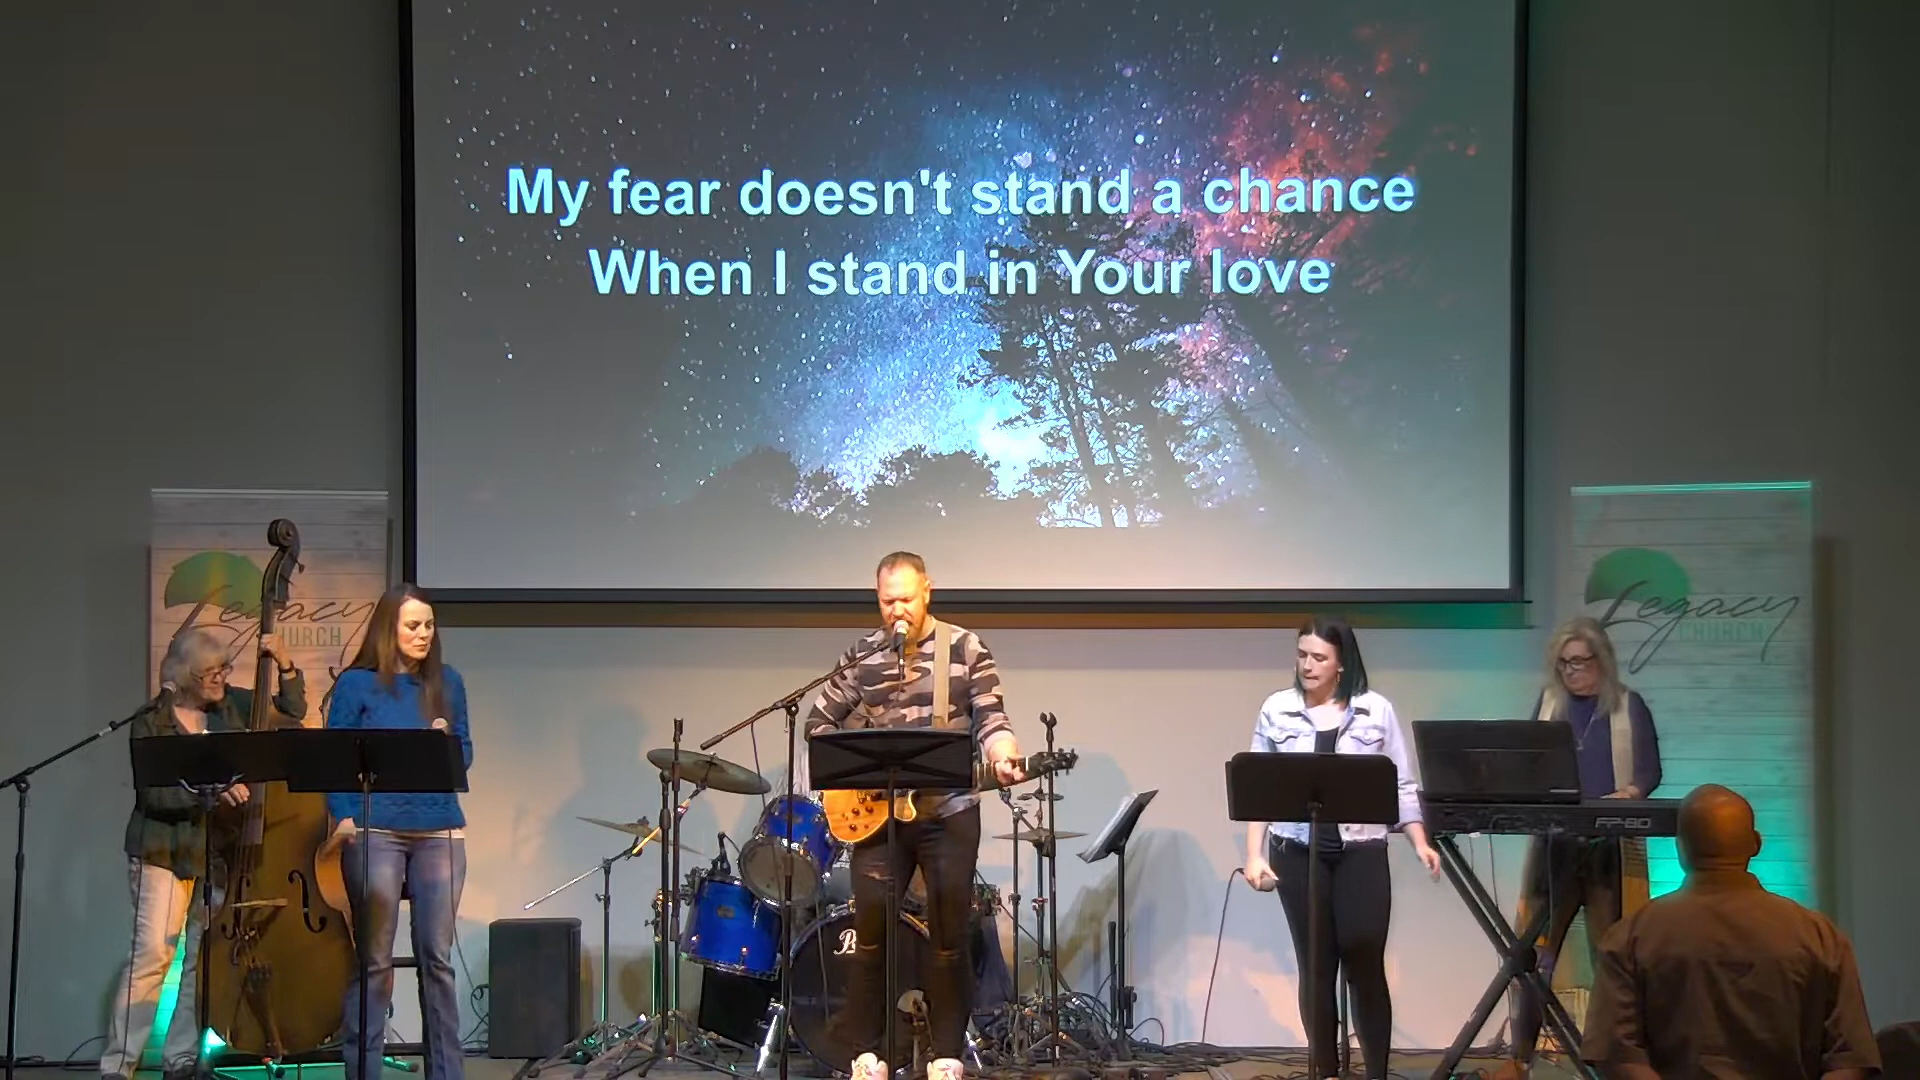 My fear doesn't stand a chance
When I stand in Your love
Legacy
CHURCH
Legacy
CHURCH
FP-80